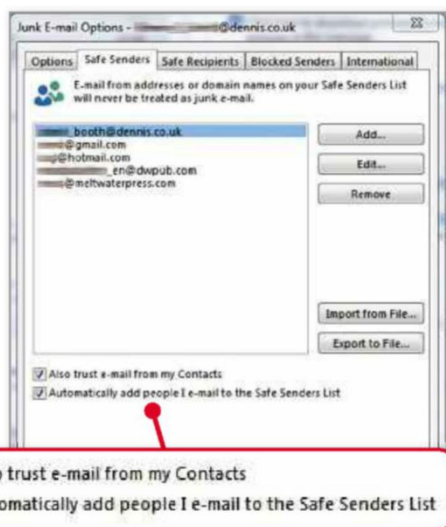 Junk E-mail Options - @dennis.co.uk
Options Safe Senders Safe Recipients Blocked Senders International
E-mail from addresses or domain names on your Safe Senders List
will never be treated as junk e-mail.
_booth@dennis.co.uk
@gmail.com
@hotmail.com
_en@dwpub.com
@meltwaterpress.com
Add...
Edit...
Remove
Import from File...
Export to File...
Also trust e-mail from my Contacts
Automatically add people I e-mail to the Safe Senders List
o trust e-mail from my Contacts
omatically add people I e-mail to the Safe Senders List